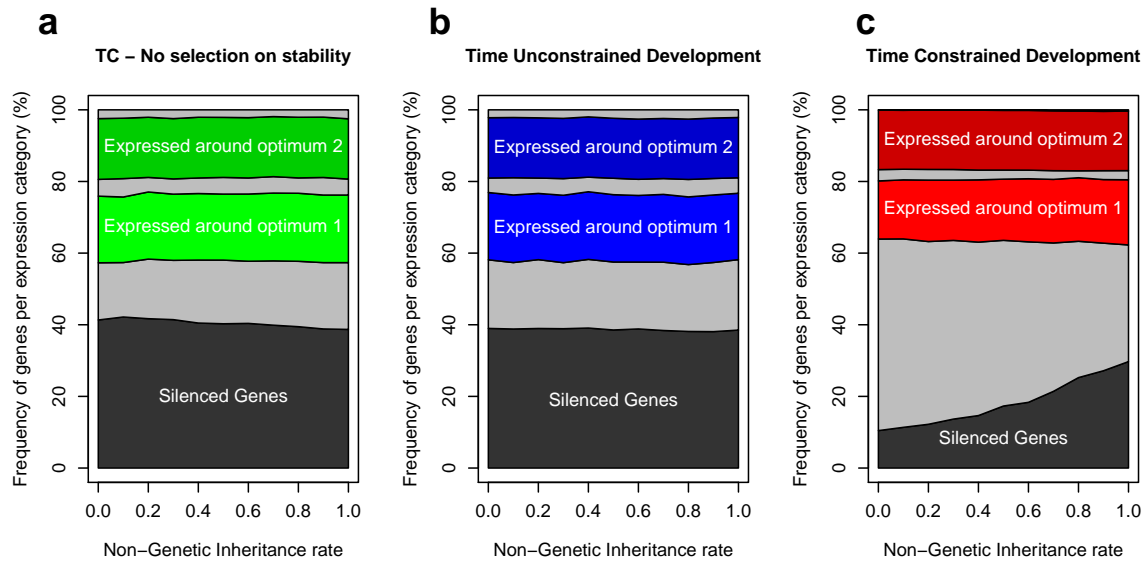 a
TC − No selection on stability
Frequency of genes per expression category (%)
100
80
60
40
20
0
Expressed around optimum 2
Expressed around optimum 1
Silenced Genes
0.0 0.2 0.4 0.6 0.8 1.0
Non−Genetic Inheritance rate
b
Time Unconstrained Development
Frequency of genes per expression category (%)
100
80
60
40
20
0
Expressed around optimum 2
Expressed around optimum 1
Silenced Genes
0.0 0.2 0.4 0.6 0.8 1.0
Non−Genetic Inheritance rate
c
Time Constrained Development
Frequency of genes per expression category (%)
100
80
60
40
20
0
Expressed around optimum 2
Expressed around optimum 1
Silenced Genes
0.0 0.2 0.4 0.6 0.8 1.0
Non−Genetic Inheritance rate